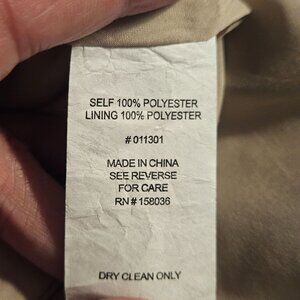 SELF 100% POLYESTER
LINING 100% POLYESTER
# 011301
MADE IN CHINA
SEE REVERSE
FOR CARE
RN # 158036
DRY CLEAN ONLY